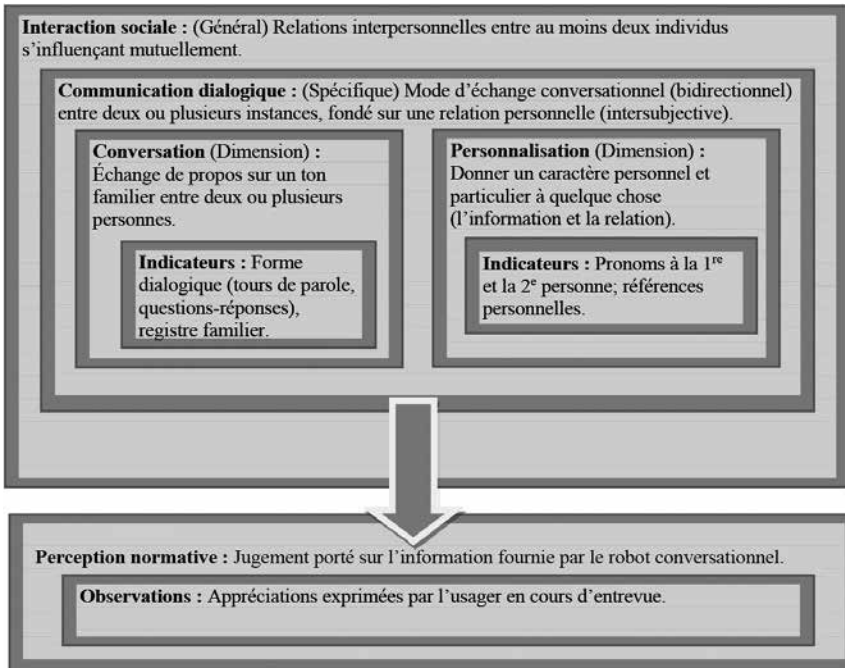 Interaction sociale : (Général) Relations interpersonnelles entre au moins deux individus
s’influençant mutuellement.
Communication dialogique : (Spécifique) Mode d’échange conversationnel (bidirectionnel)
entre deux ou plusieurs instances, fondé sur une relation personnelle (intersubjective).
Conversation (Dimension) :
Échange de propos sur un ton
familier entre deux ou plusieurs
personnes.
Indicateurs : Forme
dialogique (tours de parole,
questions-réponses),
registre familier.
Personnalisation (Dimension) :
Donner un caractère personnel et
particulier à quelque chose
(l’information et la relation).
Indicateurs : Pronoms à la 1re
et la 2e personne; références
personnelles.
Perception normative : Jugement porté sur l’information fournie par le robot conversationnel.
Observations : Appréciations exprimées par l’usager en cours d’entrevue.